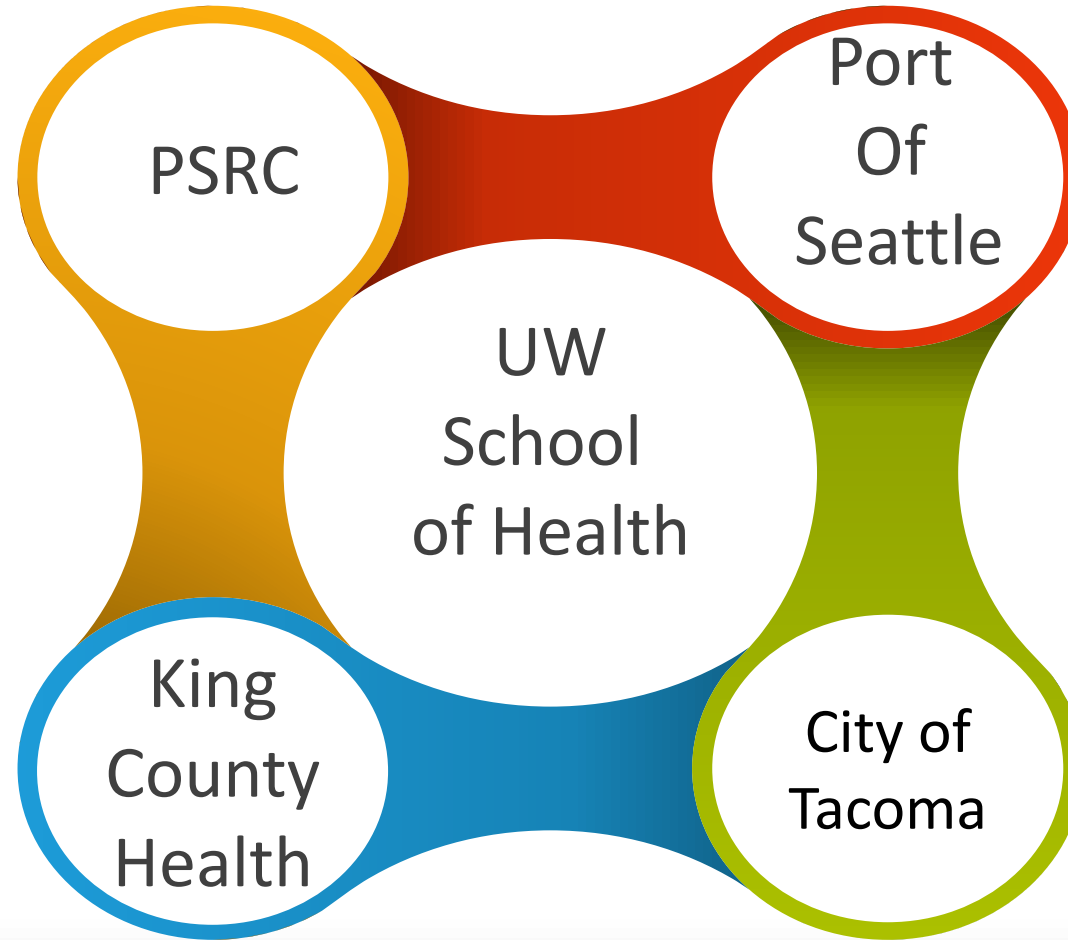 PSRC
Port
Of
Seattle
UW
School
of Health
King
County
Health
City of
Tacoma